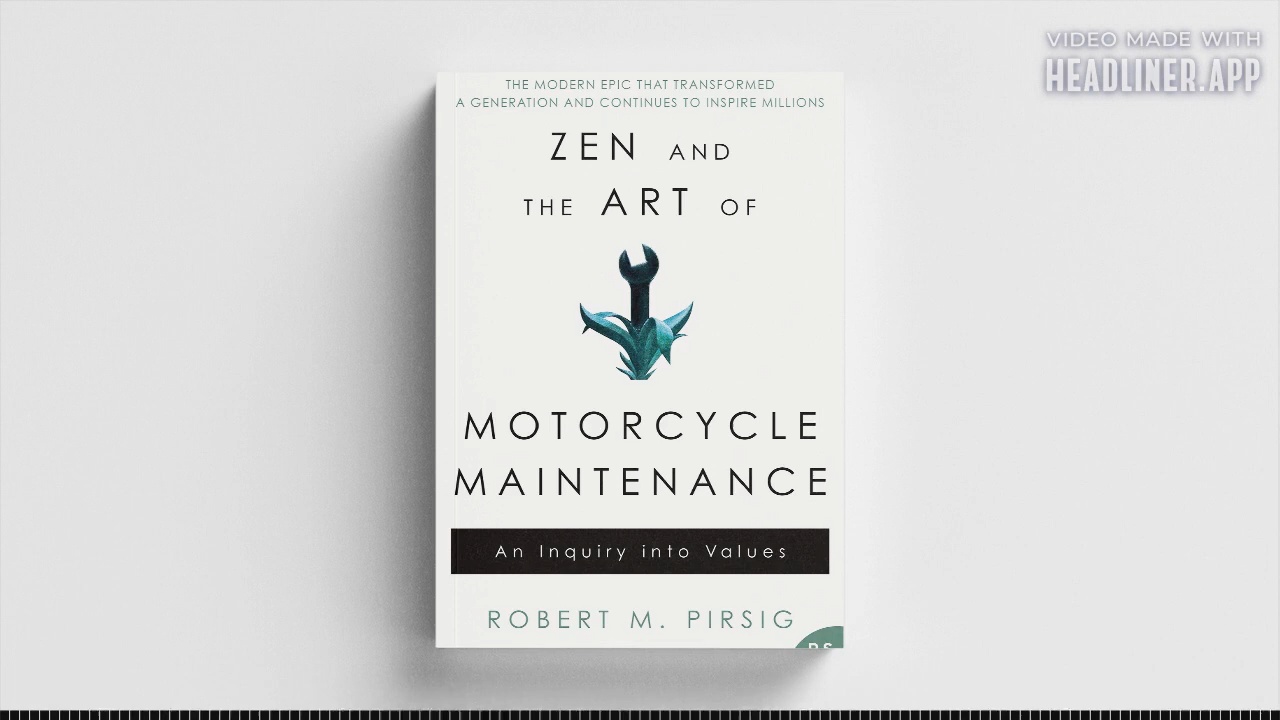 VIDEO MADE WITH
HEADLINER.APP
THE MODERN EPIC THAT TRANSFORMED
A GENERATION AND CONTINUES TO INSPIRE MILLIONS
ZEN AND
THE ART OF
MOTORCYCLE
MAINTENANCE
An Inquiry into Values
ROBERT M. PIRSIG